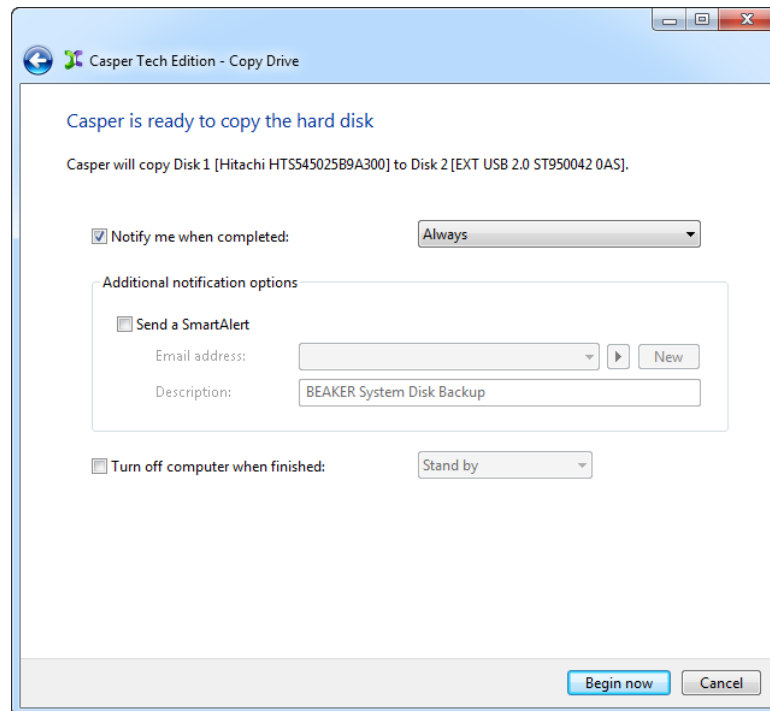 Casper Tech Edition - Copy Drive
Casper is ready to copy the hard disk
Casper will copy Disk 1 [Hitachi HTS545025B9A300] to Disk 2 [EXT USB 2.0 ST950042 0AS].
Notify me when completed: Always
Additional notification options
Send a SmartAlert
Email address: New
Description: BEAKER System Disk Backup
Turn off computer when finished: Stand by
Begin now Cancel